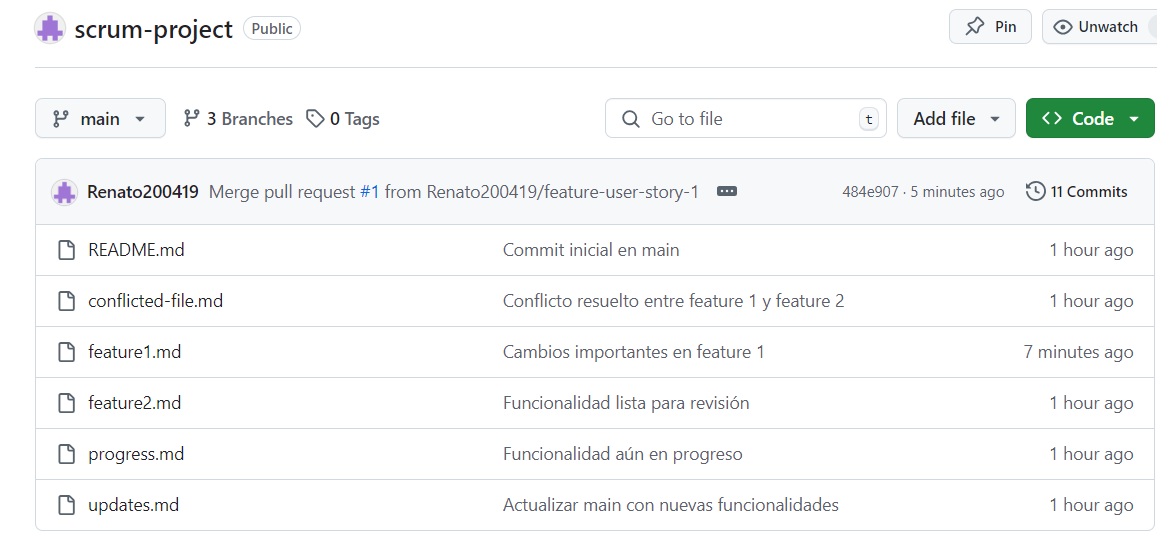 scrum-project Public Pin Unwatch
main 3 Branches 0 Tags Go to file t Add file Code
Renato200419 Merge pull request #1 from Renato200419/feature-user-story-1 484e907 · 5 minutes ago 11 Commits
README.md Commit inicial en main 1 hour ago
conflicted-file.md Conflicto resuelto entre feature 1 y feature 2 1 hour ago
feature1.md Cambios importantes en feature 1 7 minutes ago
feature2.md Funcionalidad lista para revisión 1 hour ago
progress.md Funcionalidad aún en progreso 1 hour ago
updates.md Actualizar main con nuevas funcionalidades 1 hour ago